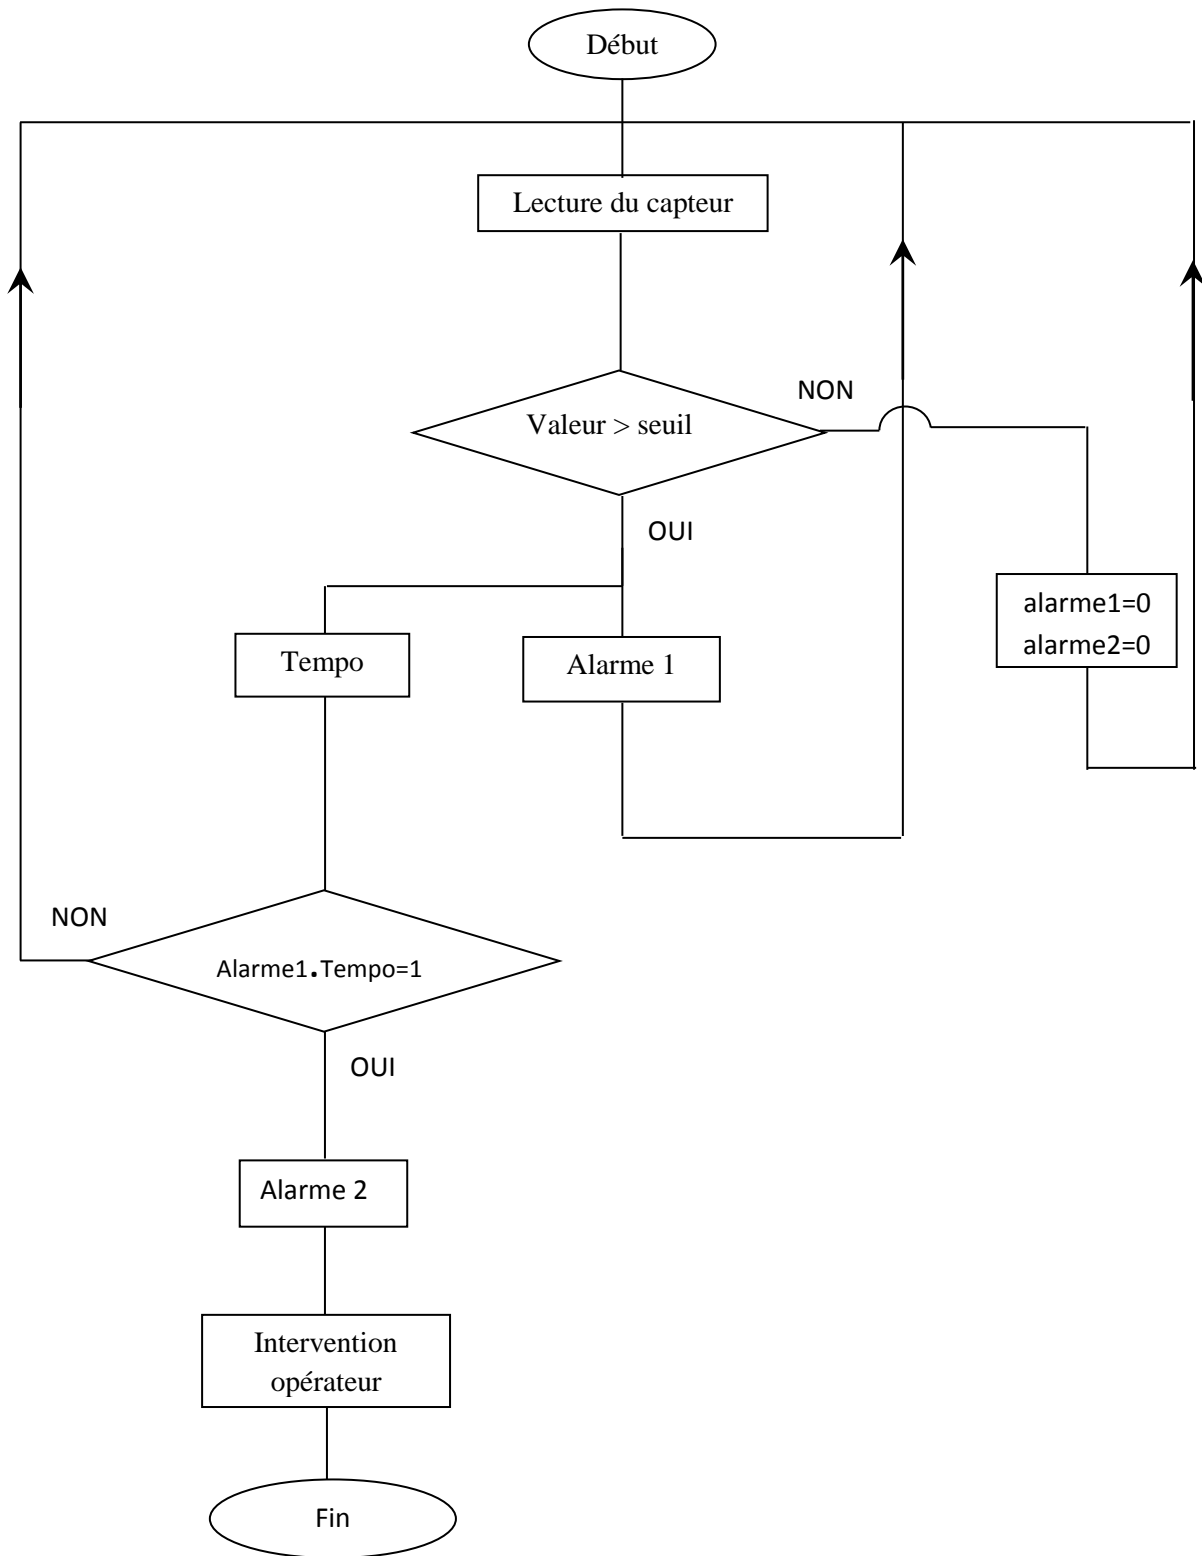 Début
Lecture du capteur
NON
Valeur > seuil
OUI
alarme1=0
alarme2=0
Tempo
Alarme 1
NON
Alarme1.Tempo=1
OUI
Alarme 2
Intervention
opérateur
Fin